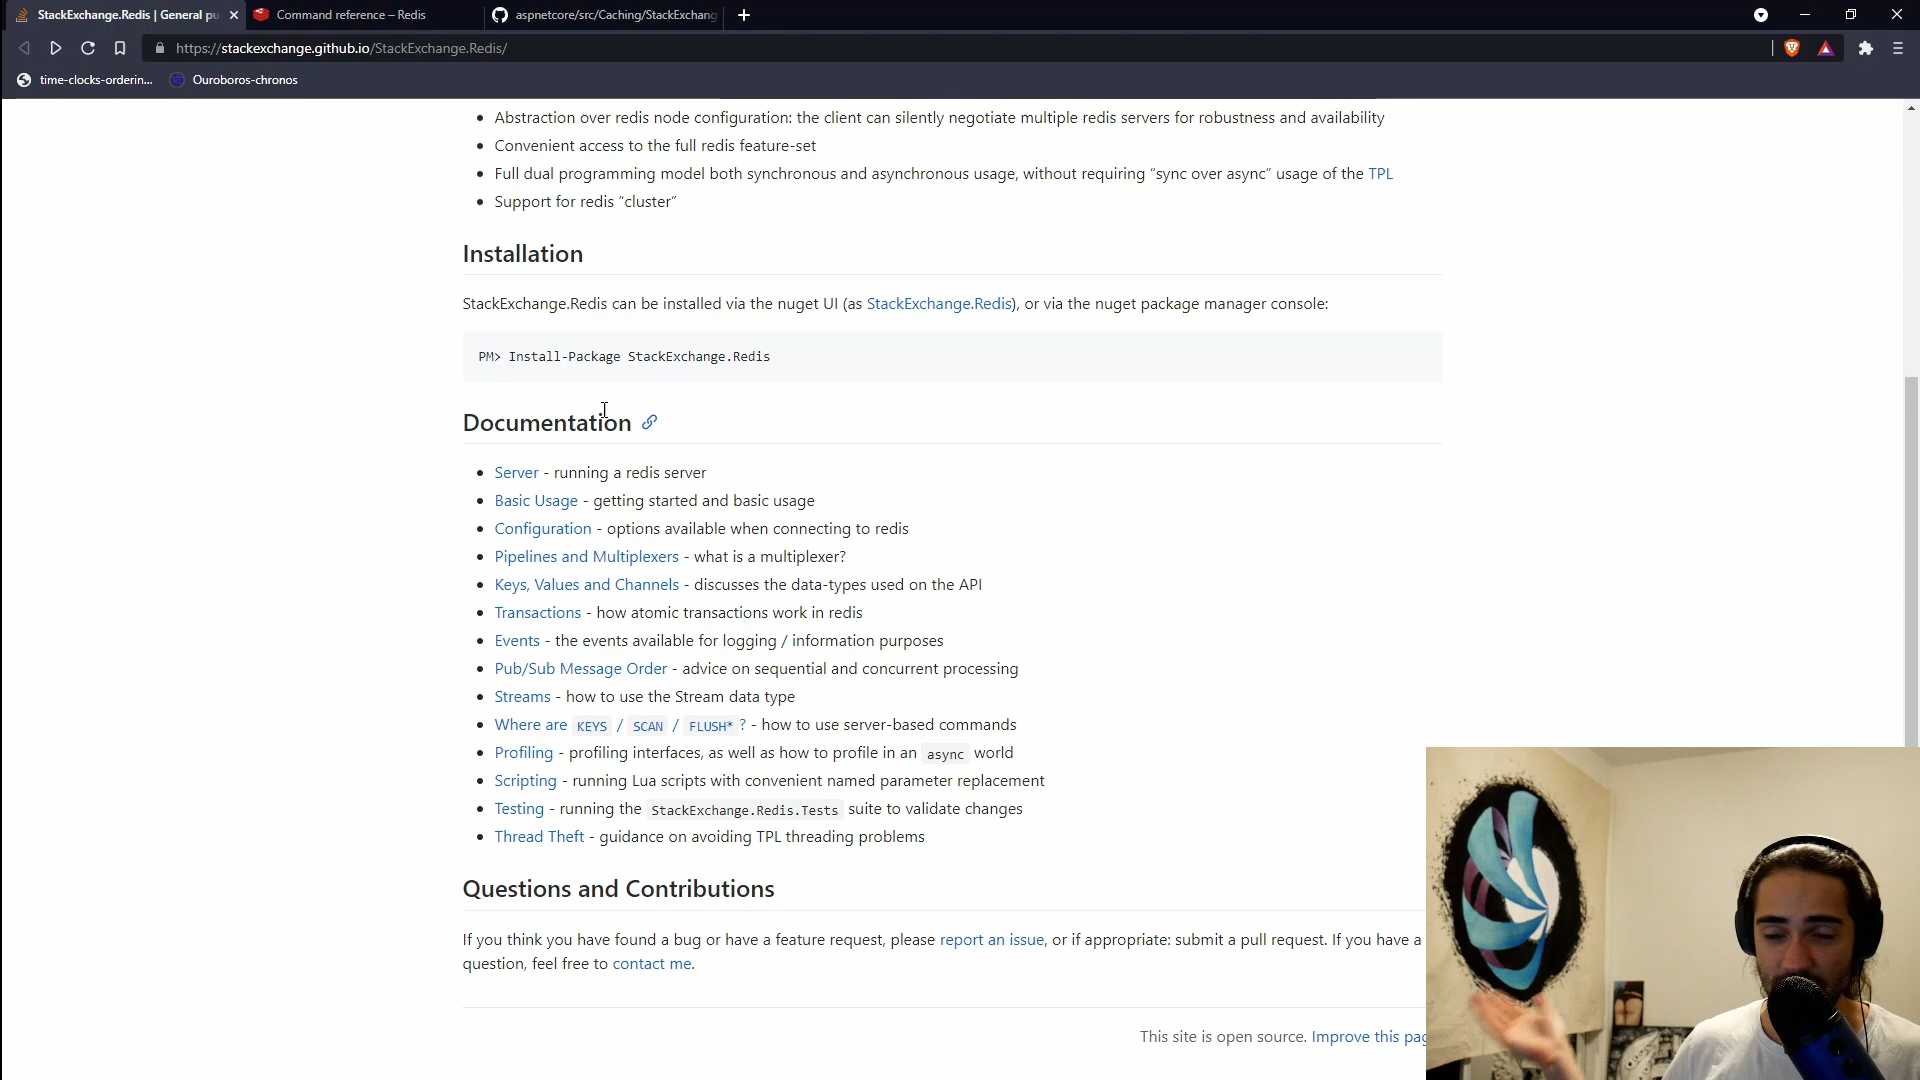 StackExchange.Redis | General pu
Command reference – Redis
aspnetcore/src/Caching/StackExchang
https://stackexchange.github.io/StackExchange.Redis/
time-clocks-orderin...
Ouroboros-chronos
Abstraction over redis node configuration: the client can silently negotiate multiple redis servers for robustness and availability
Convenient access to the full redis feature-set
Full dual programming model both synchronous and asynchronous usage, without requiring “sync over async” usage of the TPL
Support for redis “cluster”
Installation
StackExchange.Redis can be installed via the nuget UI (as StackExchange.Redis), or via the nuget package manager console:
PM> Install-Package StackExchange.Redis
Documentation
Server - running a redis server
Basic Usage - getting started and basic usage
Configuration - options available when connecting to redis
Pipelines and Multiplexers - what is a multiplexer?
Keys, Values and Channels - discusses the data-types used on the API
Transactions - how atomic transactions work in redis
Events - the events available for logging / information purposes
Pub/Sub Message Order - advice on sequential and concurrent processing
Streams - how to use the Stream data type
Where are KEYS / SCAN / FLUSH* ? - how to use server-based commands
Profiling - profiling interfaces, as well as how to profile in an async world
Scripting - running Lua scripts with convenient named parameter replacement
Testing - running the StackExchange.Redis.Tests suite to validate changes
Thread Theft - guidance on avoiding TPL threading problems
Questions and Contributions
If you think you have found a bug or have a feature request, please report an issue, or if appropriate: submit a pull request. If you have a
question, feel free to contact me.
This site is open source. Improve this pag